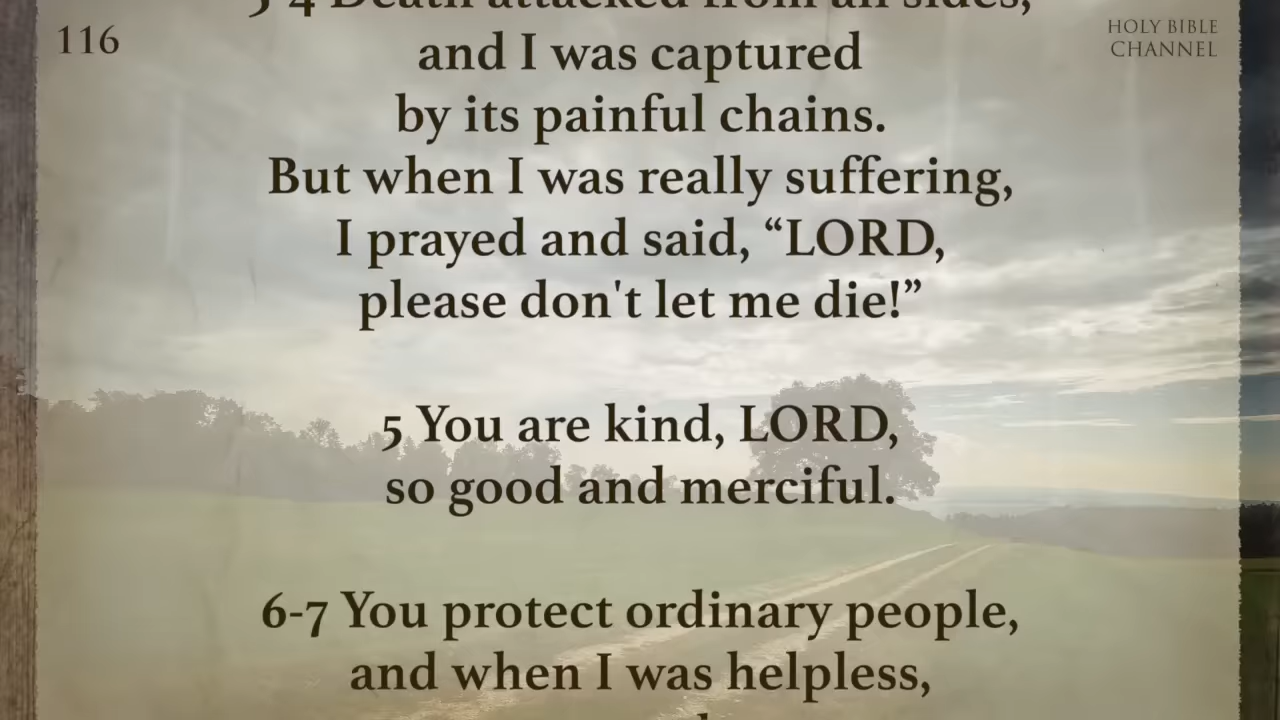 3-4 Death attacked from all sides,
116
HOLY BIBLE
CHANNEL
and I was captured
by its painful chains.
But when I was really suffering,
I prayed and said, “LORD,
please don't let me die!”
5 You are kind, LORD,
so good and merciful.
6-7 You protect ordinary people,
and when I was helpless,